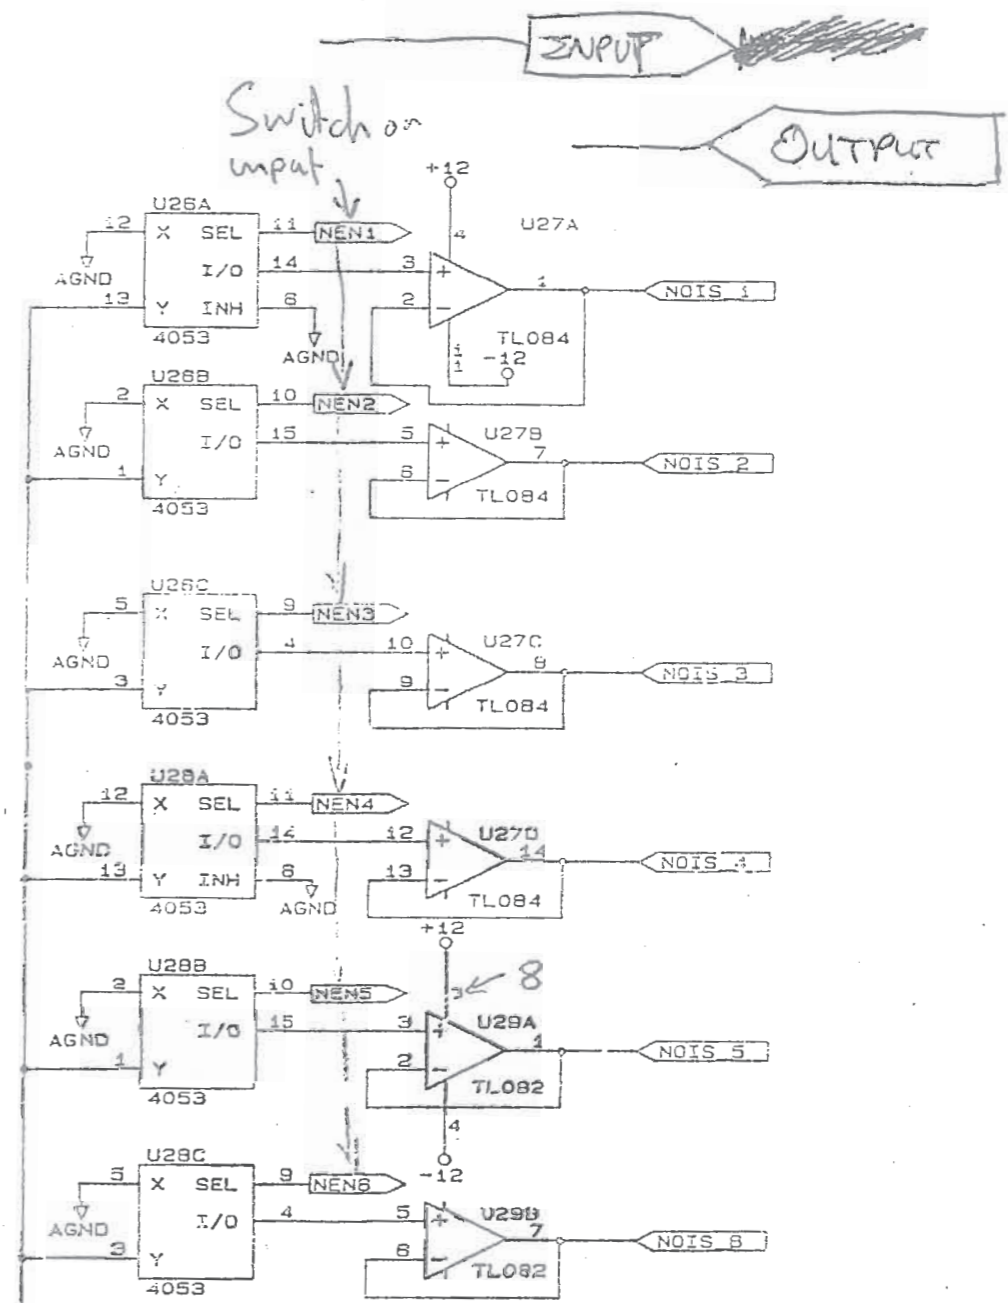 INPUT
OUTPUT
Switch on
input
+12
U26A
U27A
12 X SEL 11 NEN1
4
AGND
I/O 14 3 + 1 NOIS 1
13 Y INH 6 2 -
4053
AGND
11
-12
TL084
U26B
2 X SEL 10 NEN2
AGND
I/O 15 5 + U27B 7 NOIS 2
1 Y 6 -
TL084
4053
U26C
5 X SEL 9 NEN3
AGND
I/O 4 10 + U27C 8 NOIS 3
3 Y 9 -
TL084
4053
U28A
12 X SEL 11 NEN4
AGND
I/O 14 12 + U27D 14 NOIS 4
13 Y INH 6 13 -
TL084
4053
AGND
+12
U28B
8
2 X SEL 10 NEN5
AGND
I/O 15 3 + U29A 1 NOIS 5
1 Y 2 -
TL082
4053
4
-12
U28C
5 X SEL 9 NEN6
AGND
I/O 4 5 + U29B 7 NOIS 6
3 Y 6 -
TL082
4053